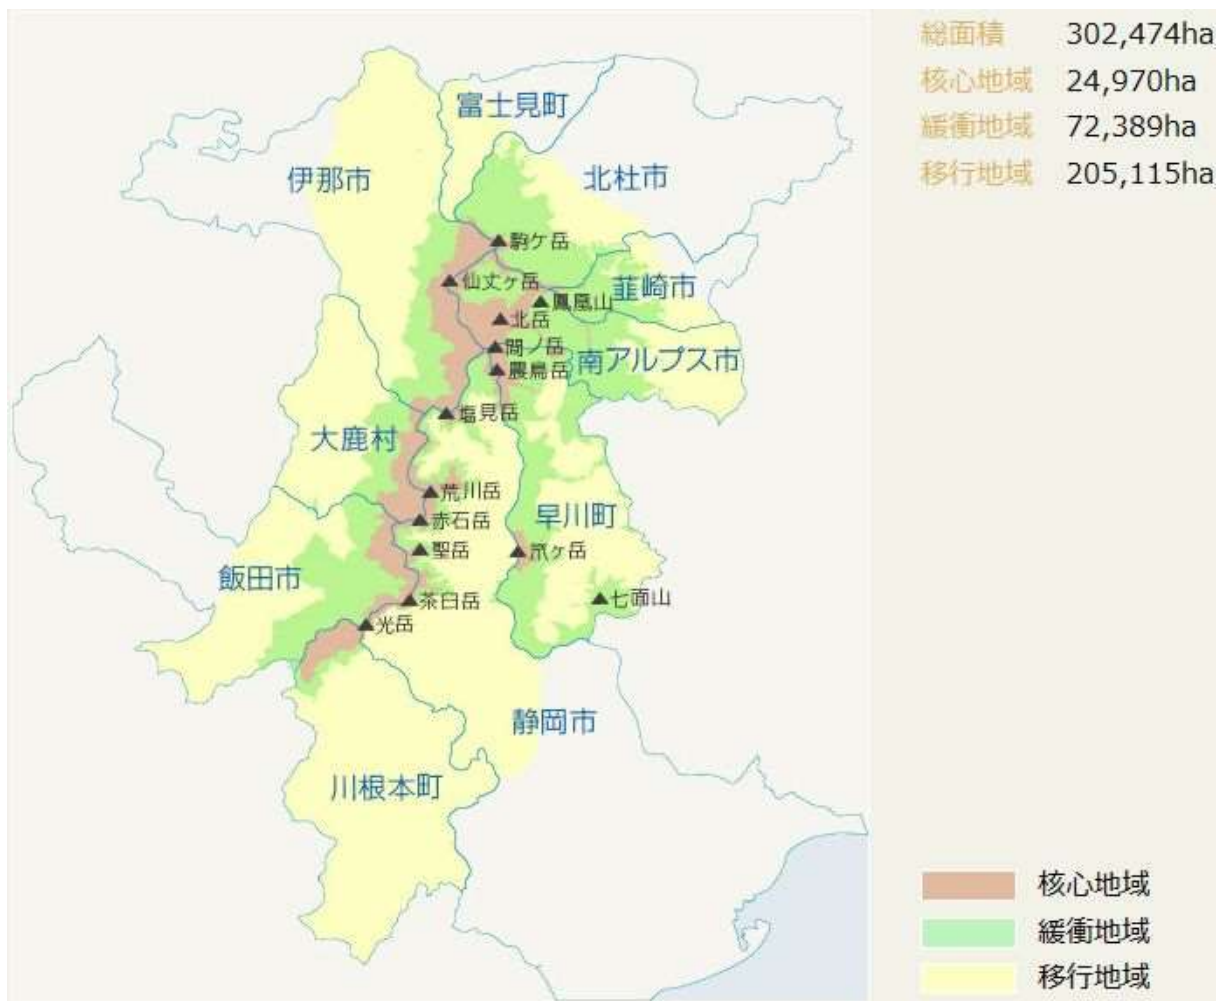 総面積 302,474ha
核心地域 24,970ha
緩衝地域 72,389ha
移行地域 205,115ha
富士見町
伊那市
北杜市
▲駒ケ岳
▲仙丈ヶ岳
韮崎市
▲鳳凰山
▲北岳
▲間ノ岳
南アルプス市
▲農鳥岳
▲塩見岳
大鹿村
▲荒川岳
▲赤石岳
早川町
▲聖岳
▲笊ヶ岳
飯田市
▲茶臼岳
▲七面山
▲光岳
静岡市
川根本町
核心地域
緩衝地域
移行地域